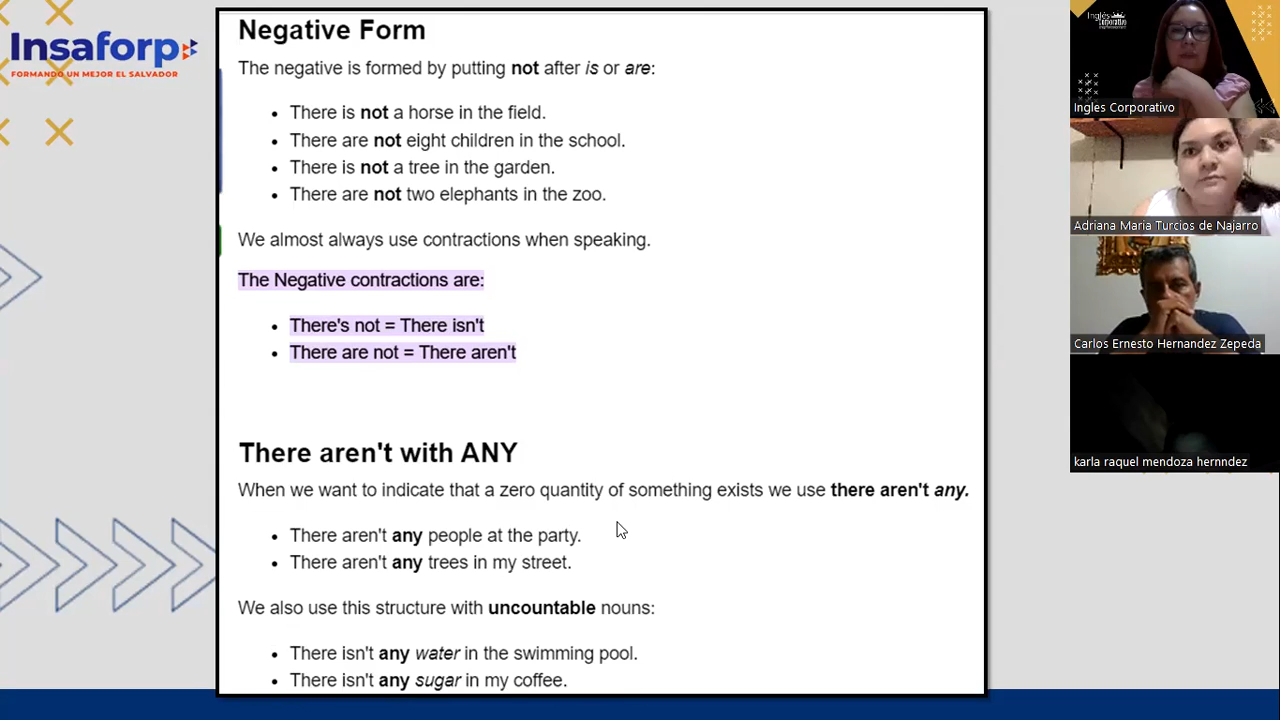 Insaforp
FORMANDO UN MEJOR EL SALVADOR
Negative Form
The negative is formed by putting not after is or are:
• There is not a horse in the field.
• There are not eight children in the school.
• There is not a tree in the garden.
• There are not two elephants in the zoo.
We almost always use contractions when speaking.
The Negative contractions are:
• There's not = There isn't
• There are not = There aren't
There aren't with ANY
When we want to indicate that a zero quantity of something exists we use there aren't any.
• There aren't any people at the party.
• There aren't any trees in my street.
We also use this structure with uncountable nouns:
• There isn't any water in the swimming pool.
• There isn't any sugar in my coffee.
Inglés
Corporativo
Ingles Corporativo
Adriana Maria Turcios de Najarro
Carlos Ernesto Hernandez Zepeda
karla raquel mendoza hernndez